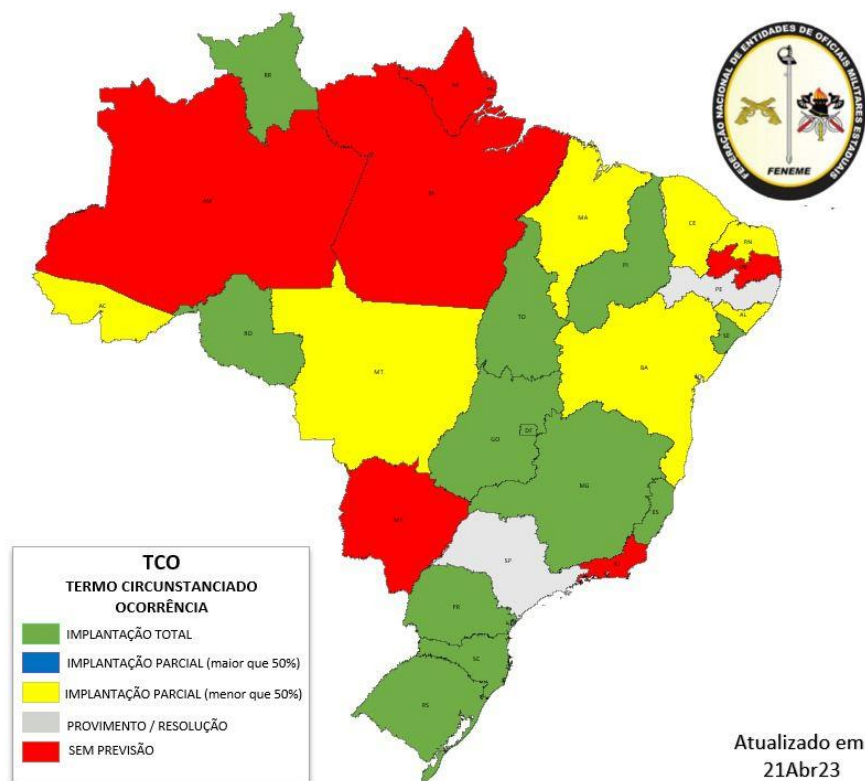 FEDERAÇÃO NACIONAL DE ENTIDADES DE OFICIAIS MILITARES ESTADUAIS
FENEME
RR
AM
PA
MA
CE
RN
PI
PE
AL
SE
AC
RO
TO
MT
BA
GO
DF
MG
ES
MS
SP
RJ
PR
SC
RS
TCO
TERMO CIRCUNSTANCIADO
OCORRÊNCIA
IMPLANTAÇÃO TOTAL
IMPLANTAÇÃO PARCIAL (maior que 50%)
IMPLANTAÇÃO PARCIAL (menor que 50%)
PROVIMENTO / RESOLUÇÃO
SEM PREVISÃO
Atualizado em
21Abr23